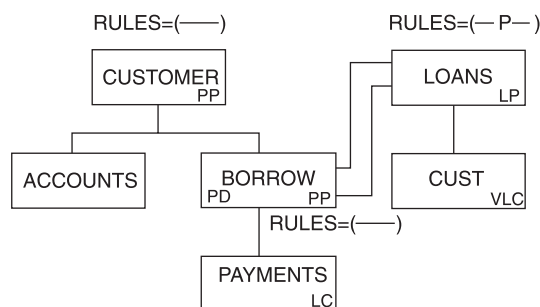 RULES=(——)
RULES=(— P—)
CUSTOMER
PP
LOANS
LP
ACCOUNTS
BORROW
PD
PP
CUST
VLC
RULES=(——)
PAYMENTS
LC